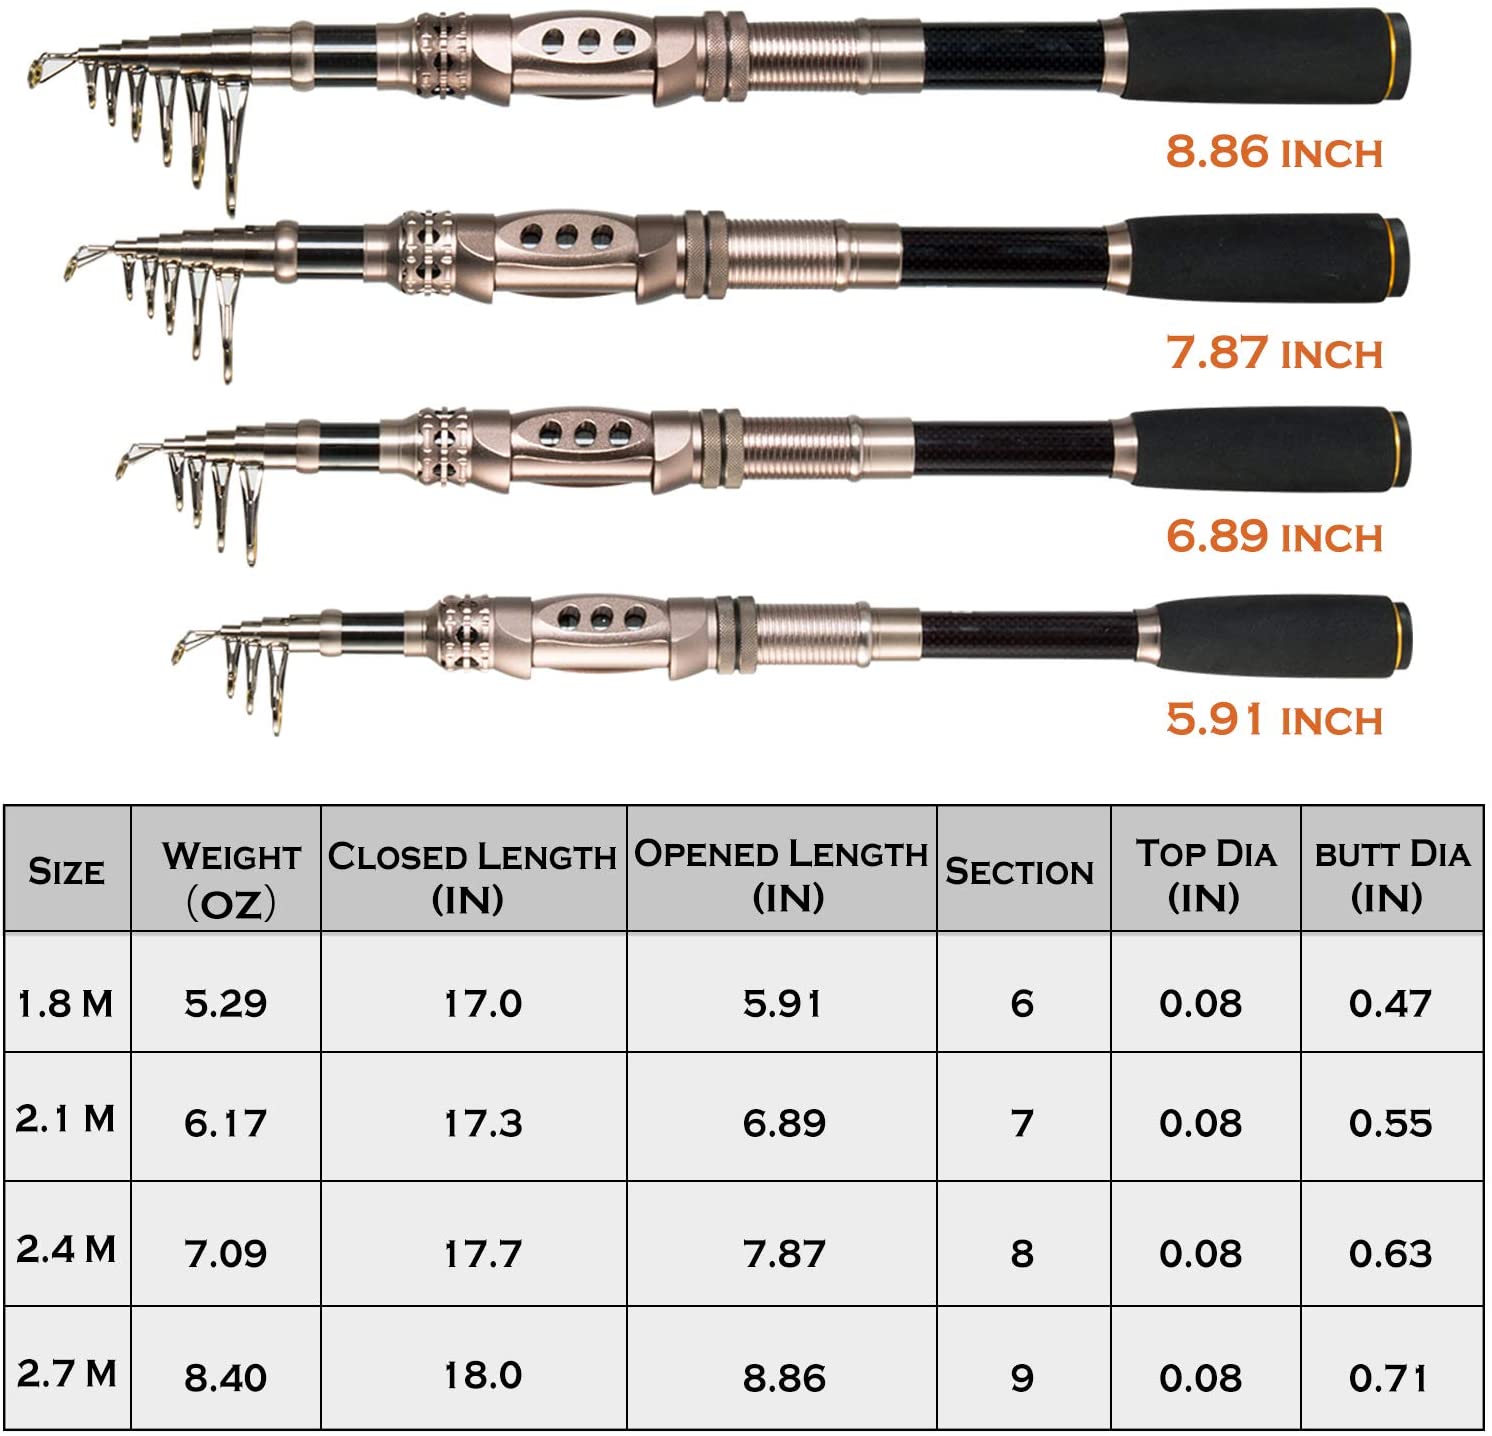 8.86 INCH
7.87 INCH
6.89 INCH
5.91 INCH
SIZE WEIGHT (OZ) CLOSED LENGTH (IN) OPENED LENGTH (IN) SECTION TOP DIA (IN) BUTT DIA (IN)
1.8 M 5.29 17.0 5.91 6 0.08 0.47
2.1 M 6.17 17.3 6.89 7 0.08 0.55
2.4 M 7.09 17.7 7.87 8 0.08 0.63
2.7 M 8.40 18.0 8.86 9 0.08 0.71